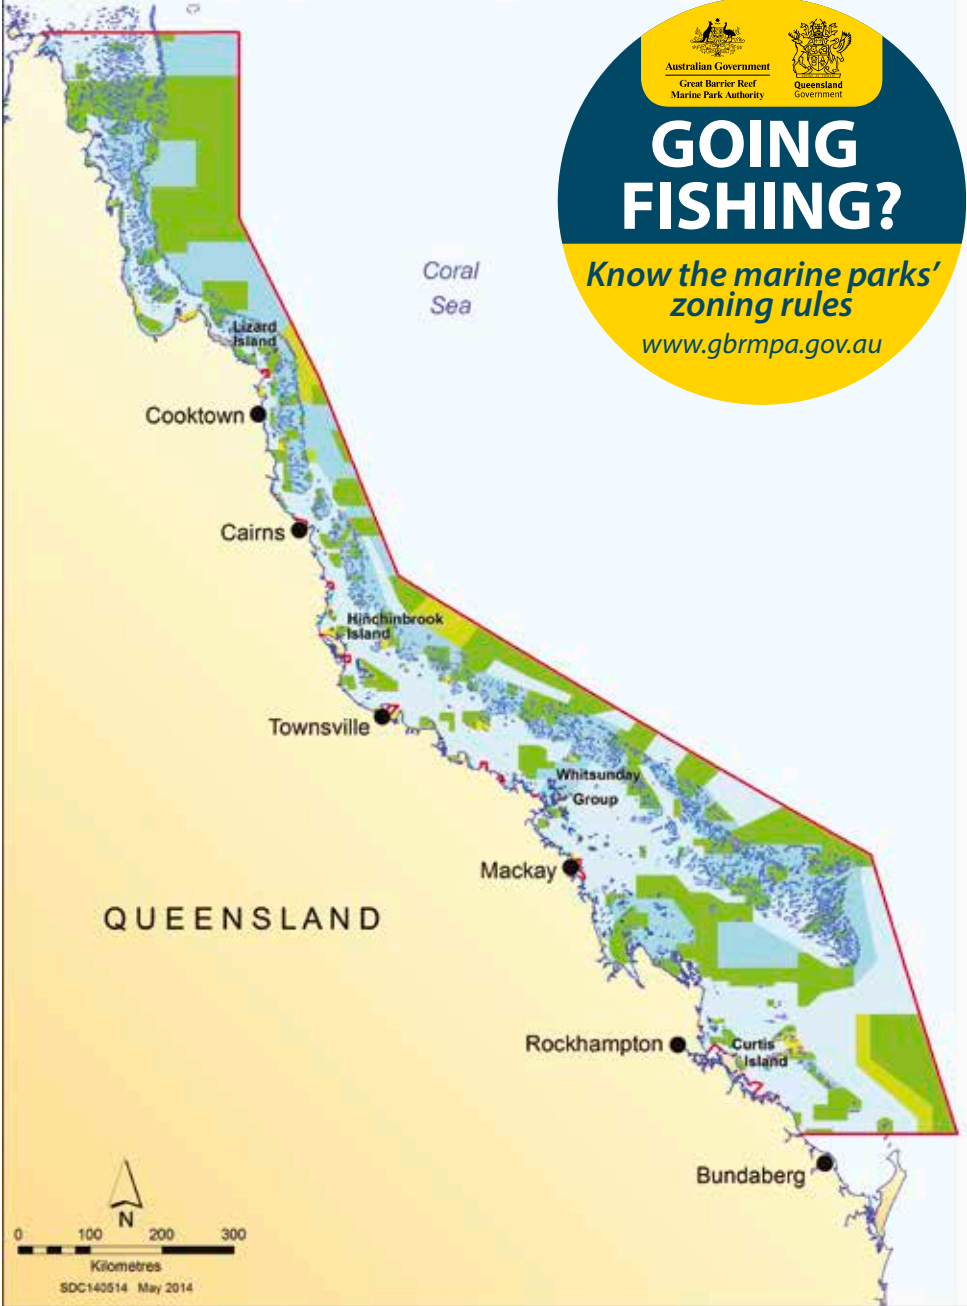 Australian Government
Great Barrier Reef
Marine Park Authority
Queensland
Government
GOING
FISHING?
Know the marine parks'
zoning rules
www.gbrmpa.gov.au
Coral
Sea
Lizard
Island
Cooktown
Cairns
Hinchinbrook
Island
Townsville
Whitsunday
Group
Mackay
QUEENSLAND
Rockhampton
Curtis
Island
Bundaberg
N
0 100 200 300
Kilometres
SDC140514 May 2014